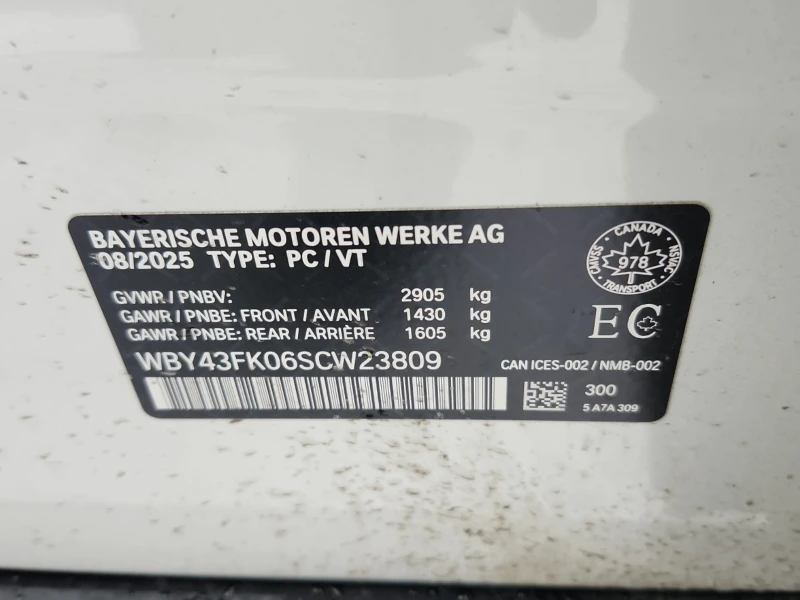 BAYERISCHE MOTOREN WERKE AG
08/2025 TYPE: PC/VT
GVWR / PNBV: 2905 kg
GAWR / PNBE: FRONT / AVANT 1430 kg
GAWR / PNBE: REAR / ARRIÈRE 1605 kg
WBY43FK06SCW23809
CANADA
CMVSS 978 NSVAC
TRANSPORT
EC
CAN ICES-002 / NMB-002
300
5 A7A 309